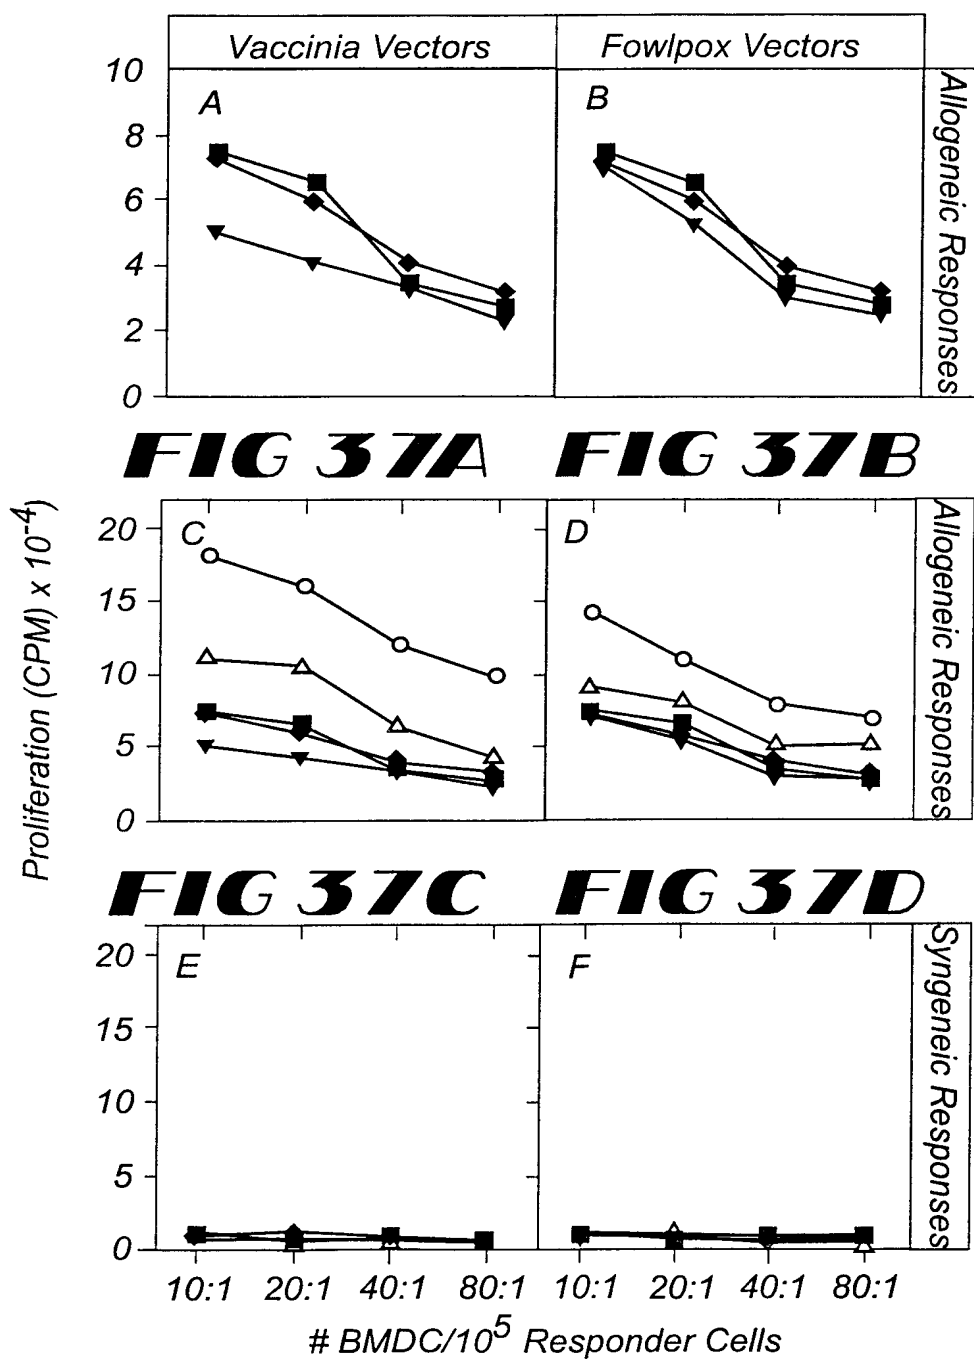 Vaccinia Vectors
Fowlpox Vectors
10
8
6
4
2
0
A
B
Allogeneic Responses
FIG 37A
FIG 37B
Proliferation (CPM) x 10-4)
20
15
10
5
0
C
D
Allogeneic Responses
FIG 37C
FIG 37D
20
15
10
5
0
E
F
Syngeneic Responses
10:1 20:1 40:1 80:1
10:1 20:1 40:1 80:1
# BMDC/10^5 Responder Cells